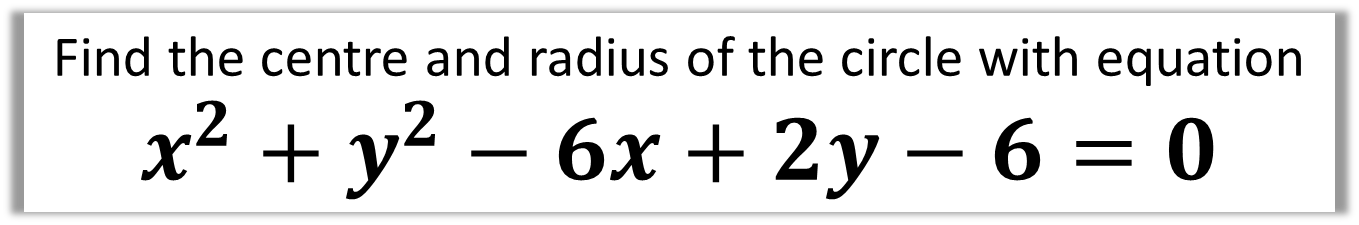 Find the centre and radius of the circle with equation
x² + y² − 6x + 2y − 6 = 0